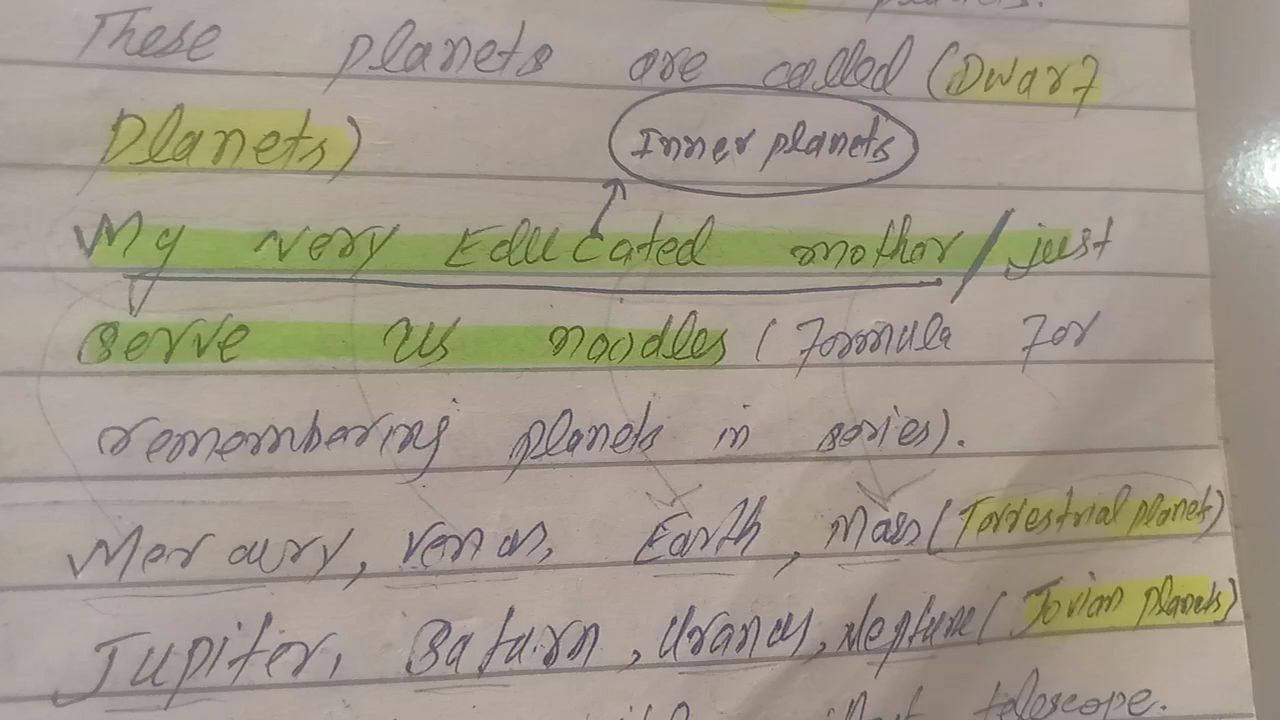 planets.
These planets are called (Dwarf
Planets)
Inner planets
My very Educated mother / just
serve us noodles (Formula for
remembering planets in series).
Mercury, Venus, Earth, Mars (Terrestrial planets)
Jupiter, Saturn, Uranus, Neptune (Jovian planets)
telescope.